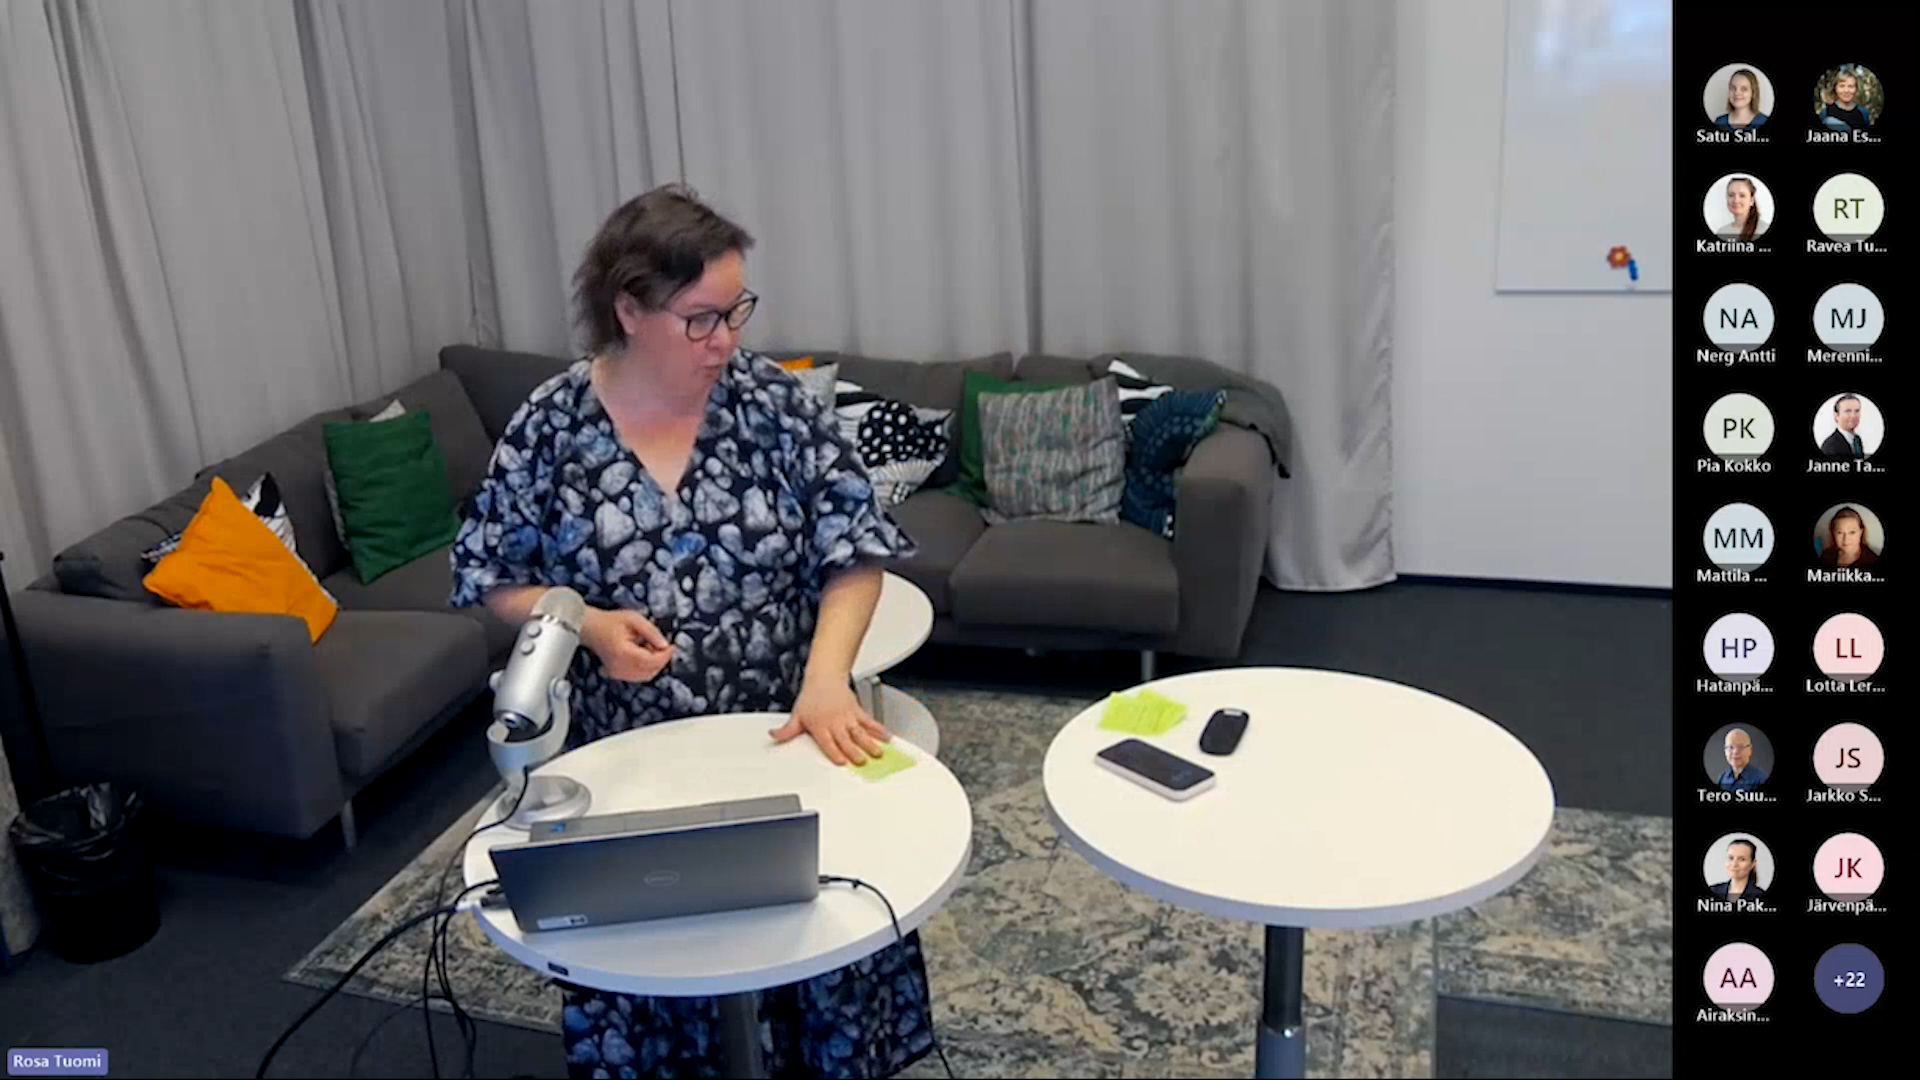 Satu Sal...
Jaana Es...
Katriina ...
RT
Ravea Tu...
NA
Nerg Antti
MJ
Merenni...
PK
Pia Kokko
Janne Ta...
MM
Mattila ...
Mariikka...
HP
Hatanpä...
LL
Lotta Ler...
Tero Suu...
JS
Jarkko S...
Nina Pak...
JK
Järvenpä...
AA
Airaksin...
+22
DELL
Rosa Tuomi